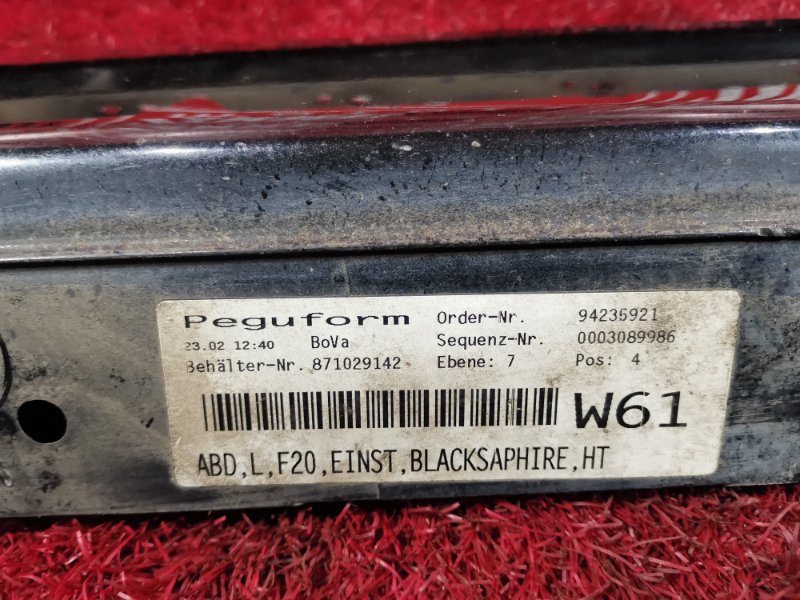 Peguform Order-Nr. 94235921
23.02 12:40 BoVa Sequenz-Nr. 0003089986
Behälter-Nr. 871029142 Ebene: 7 Pos: 4
W61
ABD,L,F20,EINST,BLACKSAPHIRE,HT